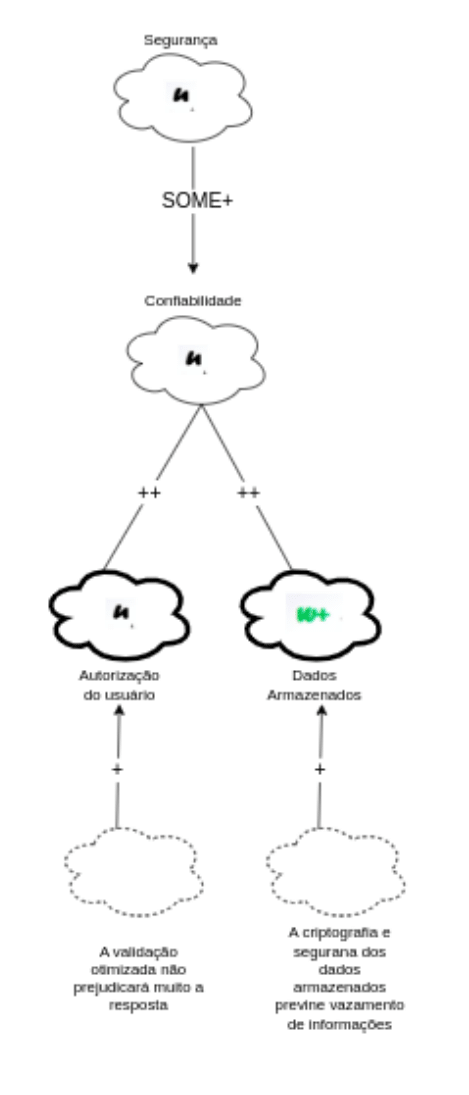 Segurança
u.
SOME+
Confiabilidade
u.
++ ++
u.
W+
Autorização
do usuário
Dados
Armazenados
+ +
A validação
otimizada não
prejudicará muito a
resposta
A criptografia e
segurana dos
dados
armazenados
previne vazamento
de informações